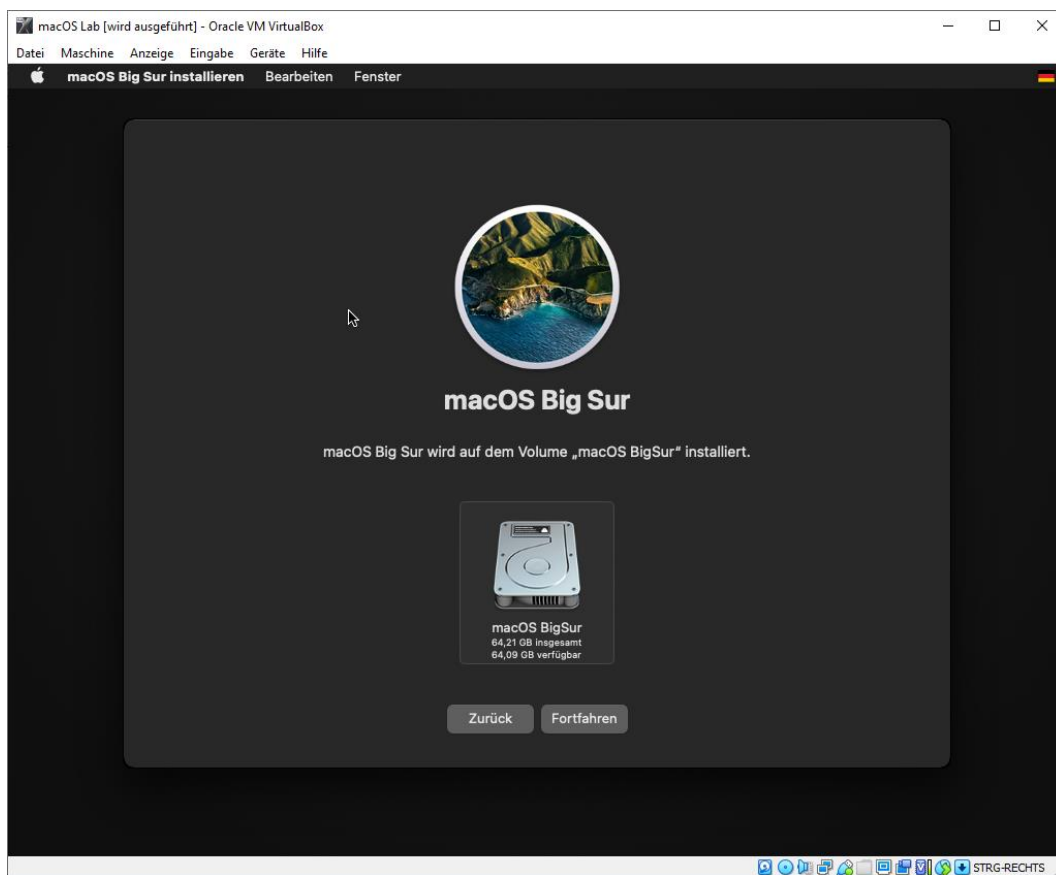 macOS Lab [wird ausgeführt] - Oracle VM VirtualBox
Datei Maschine Anzeige Eingabe Geräte Hilfe
macOS Big Sur installieren Bearbeiten Fenster
macOS Big Sur
macOS Big Sur wird auf dem Volume „macOS BigSur“ installiert.
macOS BigSur
64,21 GB insgesamt
64,09 GB verfügbar
Zurück Fortfahren
STRG-RECHTS